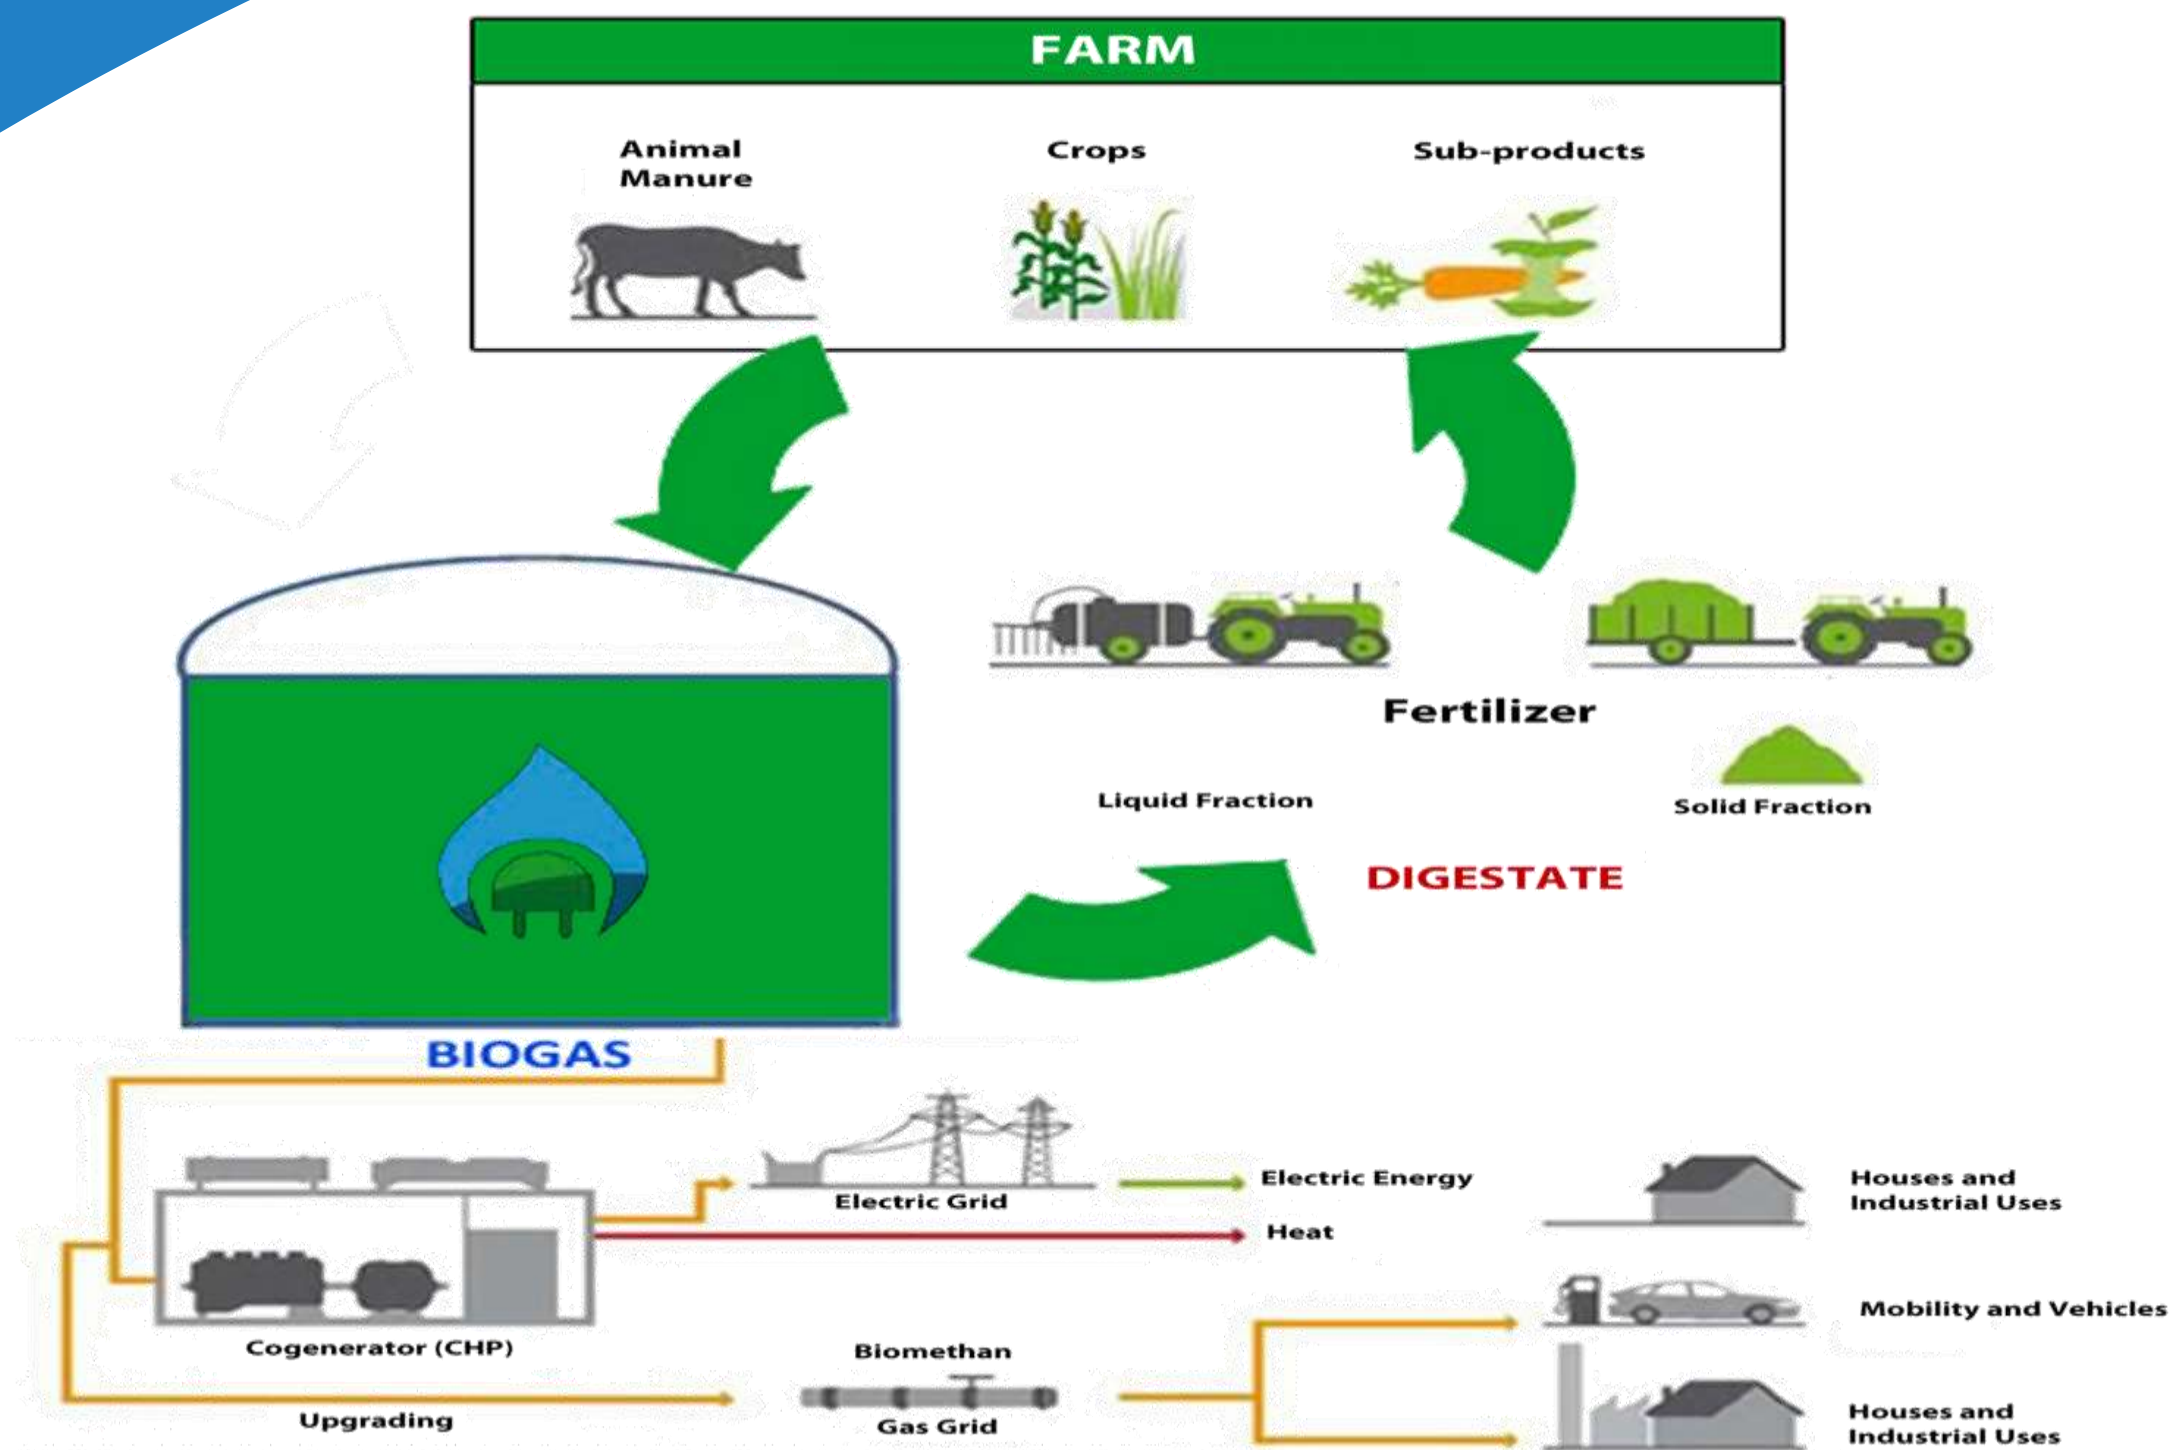 FARM
Animal
Manure
Crops
Sub-products
Fertilizer
Liquid Fraction
Solid Fraction
DIGESTATE
BIOGAS
Electric Grid
Electric Energy
Heat
Houses and
Industrial Uses
Cogenerator (CHP)
Mobility and Vehicles
Biomethan
Gas Grid
Upgrading
Houses and
Industrial Uses